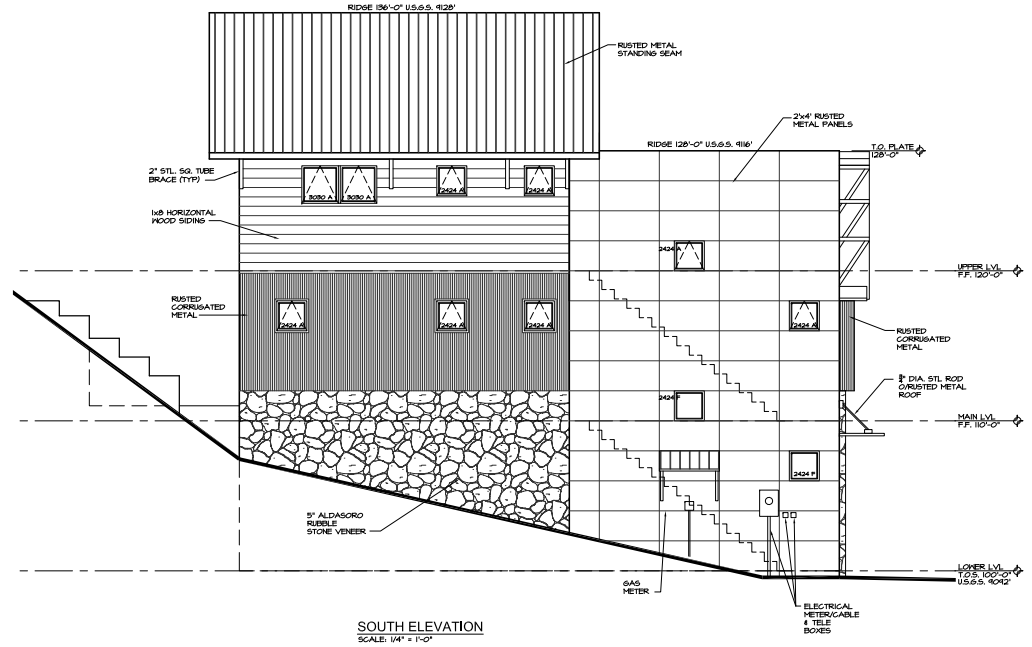 RIDGE 136'-0" U.S.G.S. 9128'
RUSTED METAL
STANDING SEAM
2'x4' RUSTED
METAL PANELS
RIDGE 128'-0" U.S.G.S. 9116'
T.O. PLATE
128'-0"
2" STL. SQ. TUBE
BRACE (TYP)
3030 A
3030 A
2424 A
2424 A
1x8 HORIZONTAL
WOOD SIDING
2424 A
UPPER LVL
F.F. 120'-0"
RUSTED
CORRUGATED
METAL
2424 A
2424 A
2424 A
2424 A
RUSTED
CORRUGATED
METAL
DIA. STL ROD
O/RUSTED METAL
ROOF
2424 F
MAIN LVL
F.F. 110'-0"
2424 F
5" ALDASORO
RUBBLE
STONE VENEER
GAS
METER
LOWER LVL
T.O.S. 100'-0"
U.S.G.S. 9092'
ELECTRICAL
METER/CABLE
& TELE
BOXES
SOUTH ELEVATION
SCALE: 1/4" = 1'-0"